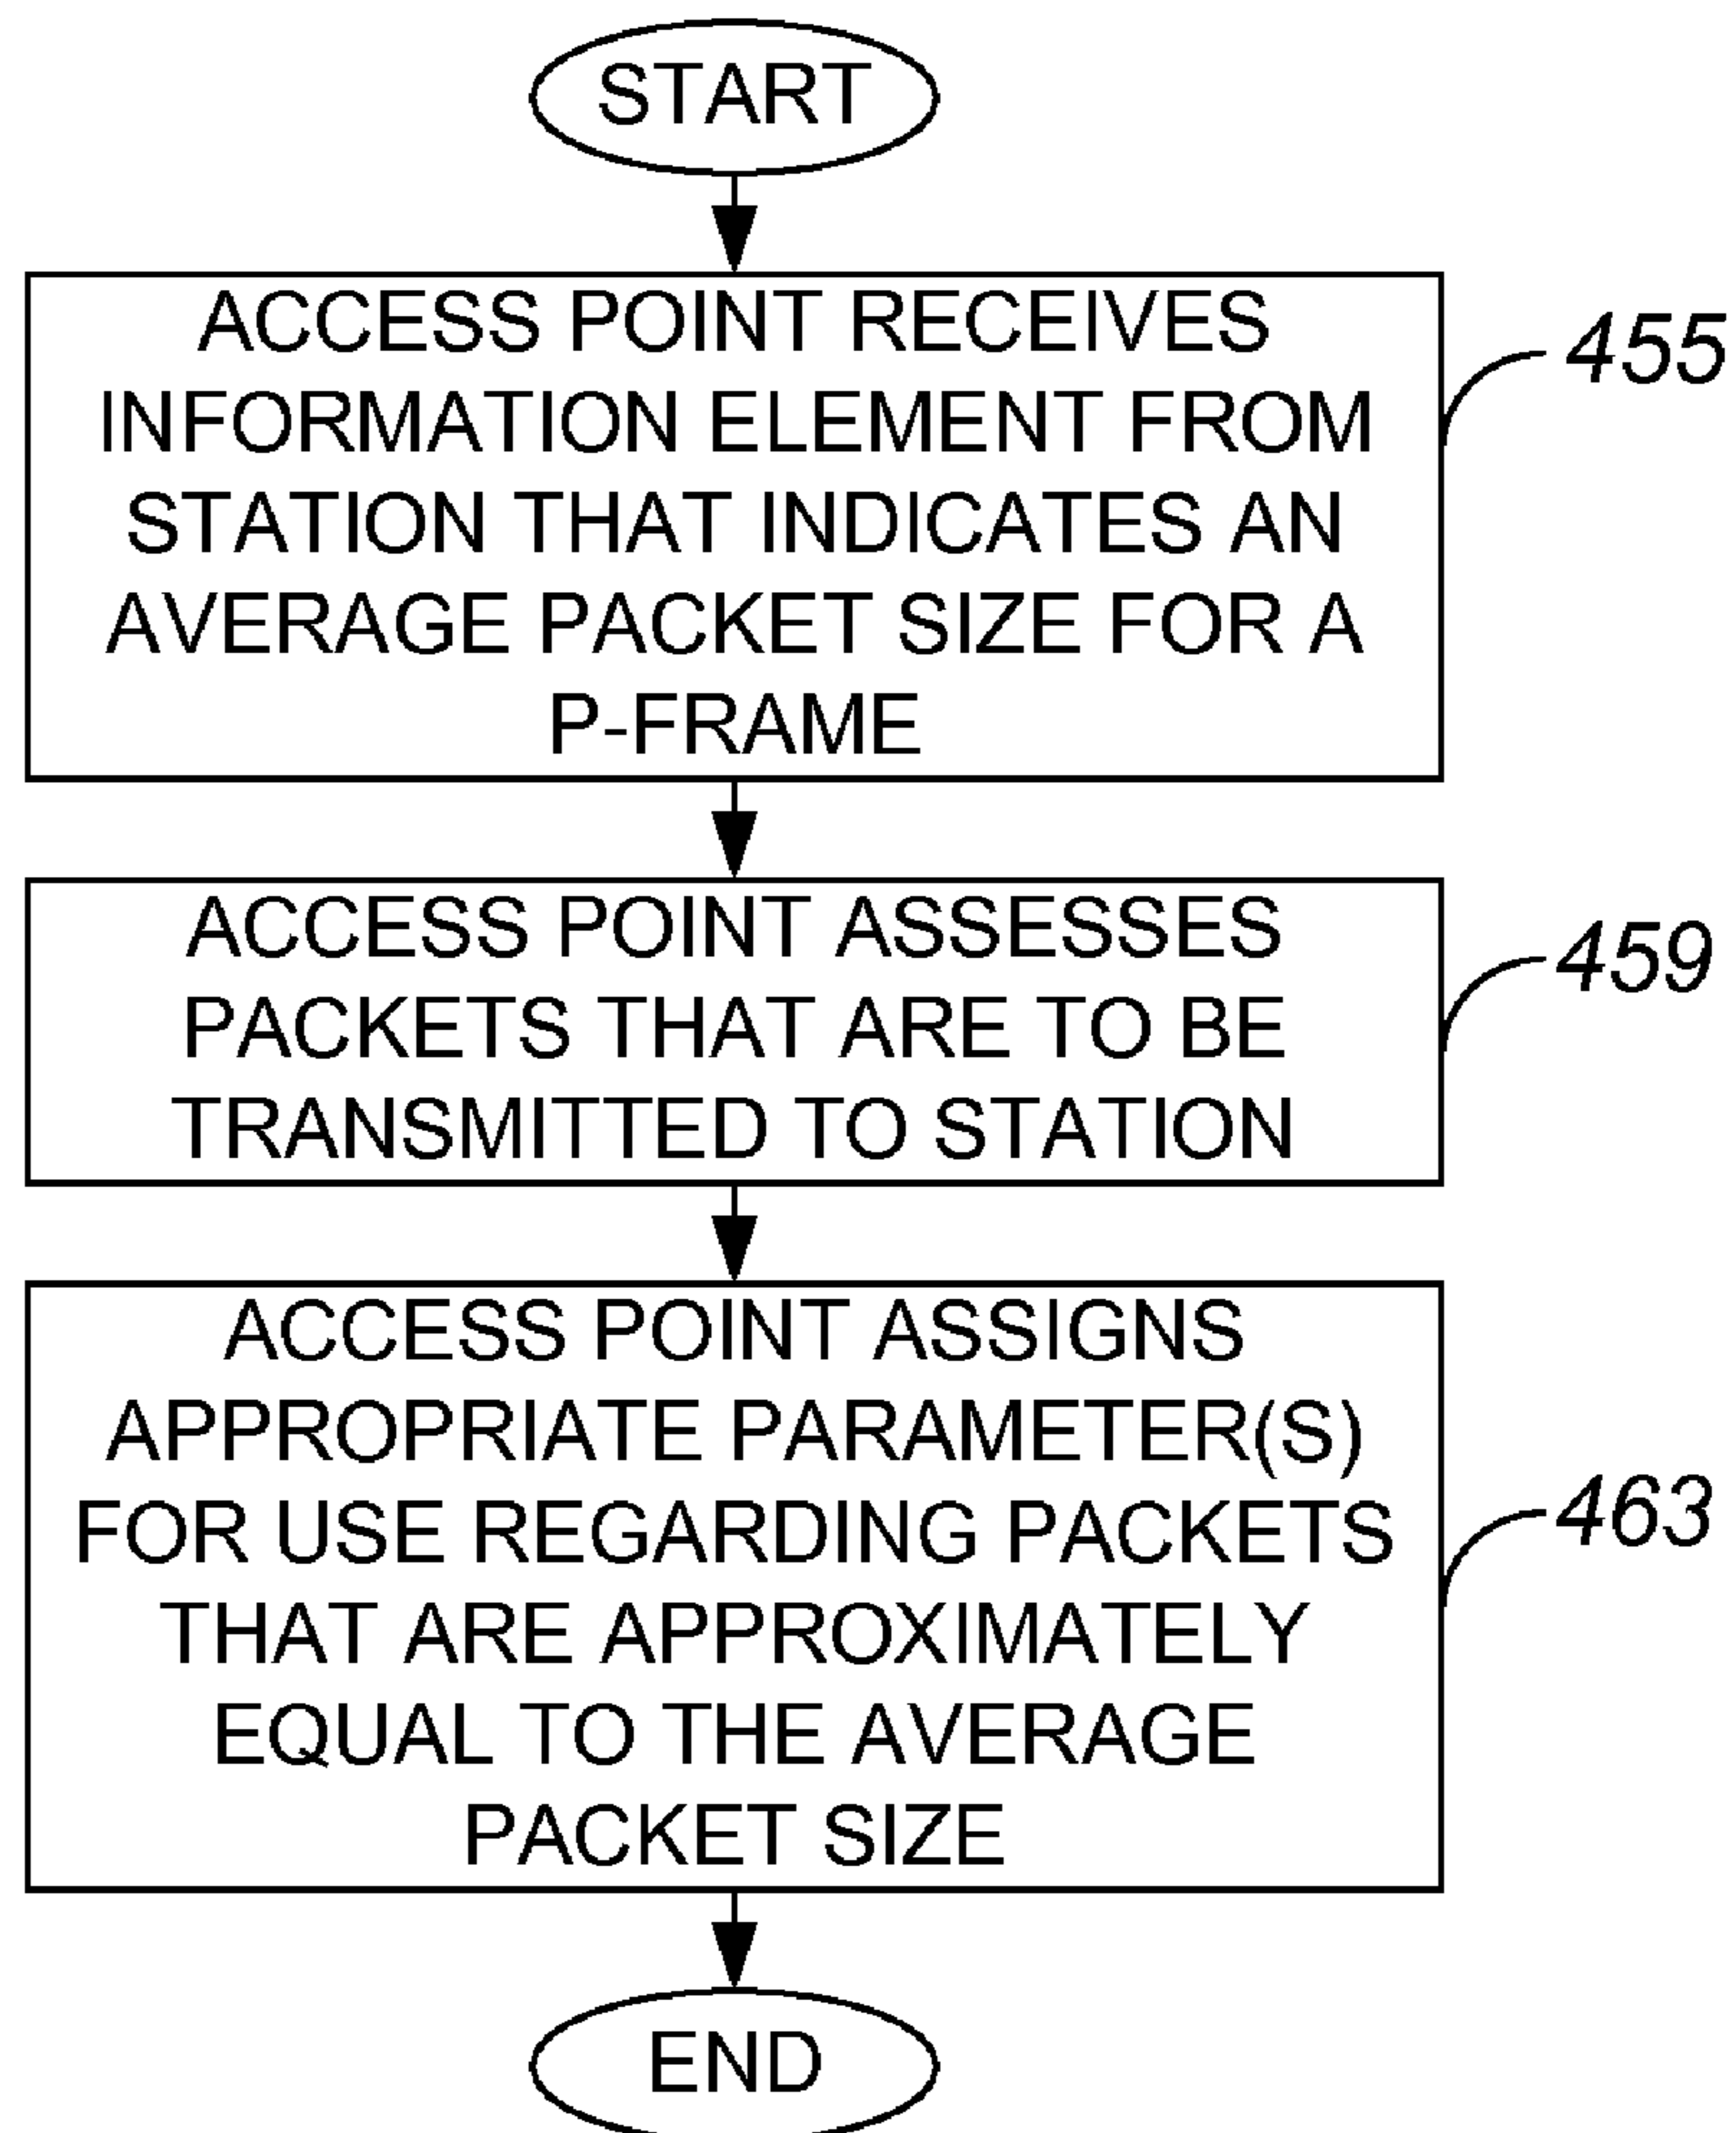 START
ACCESS POINT RECEIVES
INFORMATION ELEMENT FROM
STATION THAT INDICATES AN
AVERAGE PACKET SIZE FOR A
P-FRAME
455
ACCESS POINT ASSESSES
PACKETS THAT ARE TO BE
TRANSMITTED TO STATION
459
ACCESS POINT ASSIGNS
APPROPRIATE PARAMETER(S)
FOR USE REGARDING PACKETS
THAT ARE APPROXIMATELY
EQUAL TO THE AVERAGE
PACKET SIZE
463
END